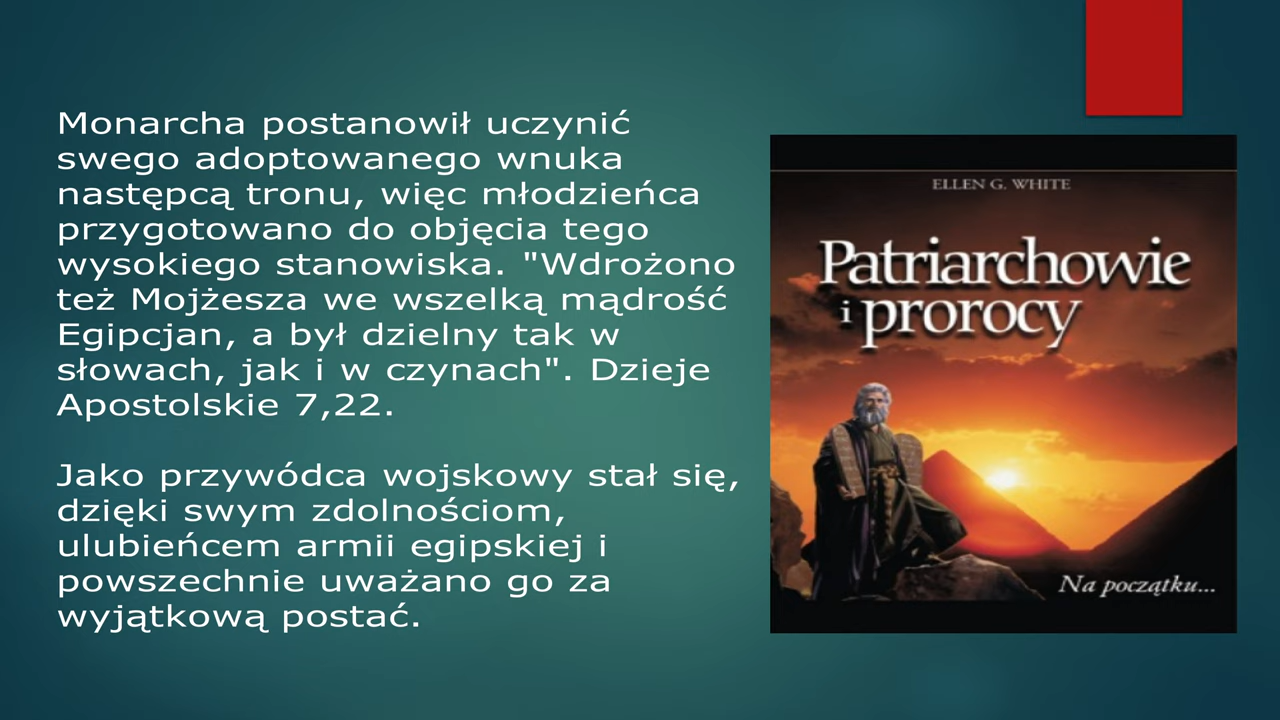 Monarcha postanowił uczynić
swego adoptowanego wnuka
następcą tronu, więc młodzieńca
przygotowano do objęcia tego
wysokiego stanowiska. "Wdrożono
też Mojżesza we wszelką mądrość
Egipcjan, a był dzielny tak w
słowach, jak i w czynach". Dzieje
Apostolskie 7,22.
Jako przywódca wojskowy stał się,
dzięki swym zdolnościom,
ulubieńcem armii egipskiej i
powszechnie uważano go za
wyjątkową postać.
ELLEN G. WHITE
Patriarchowie
i prorocy
Na początku...